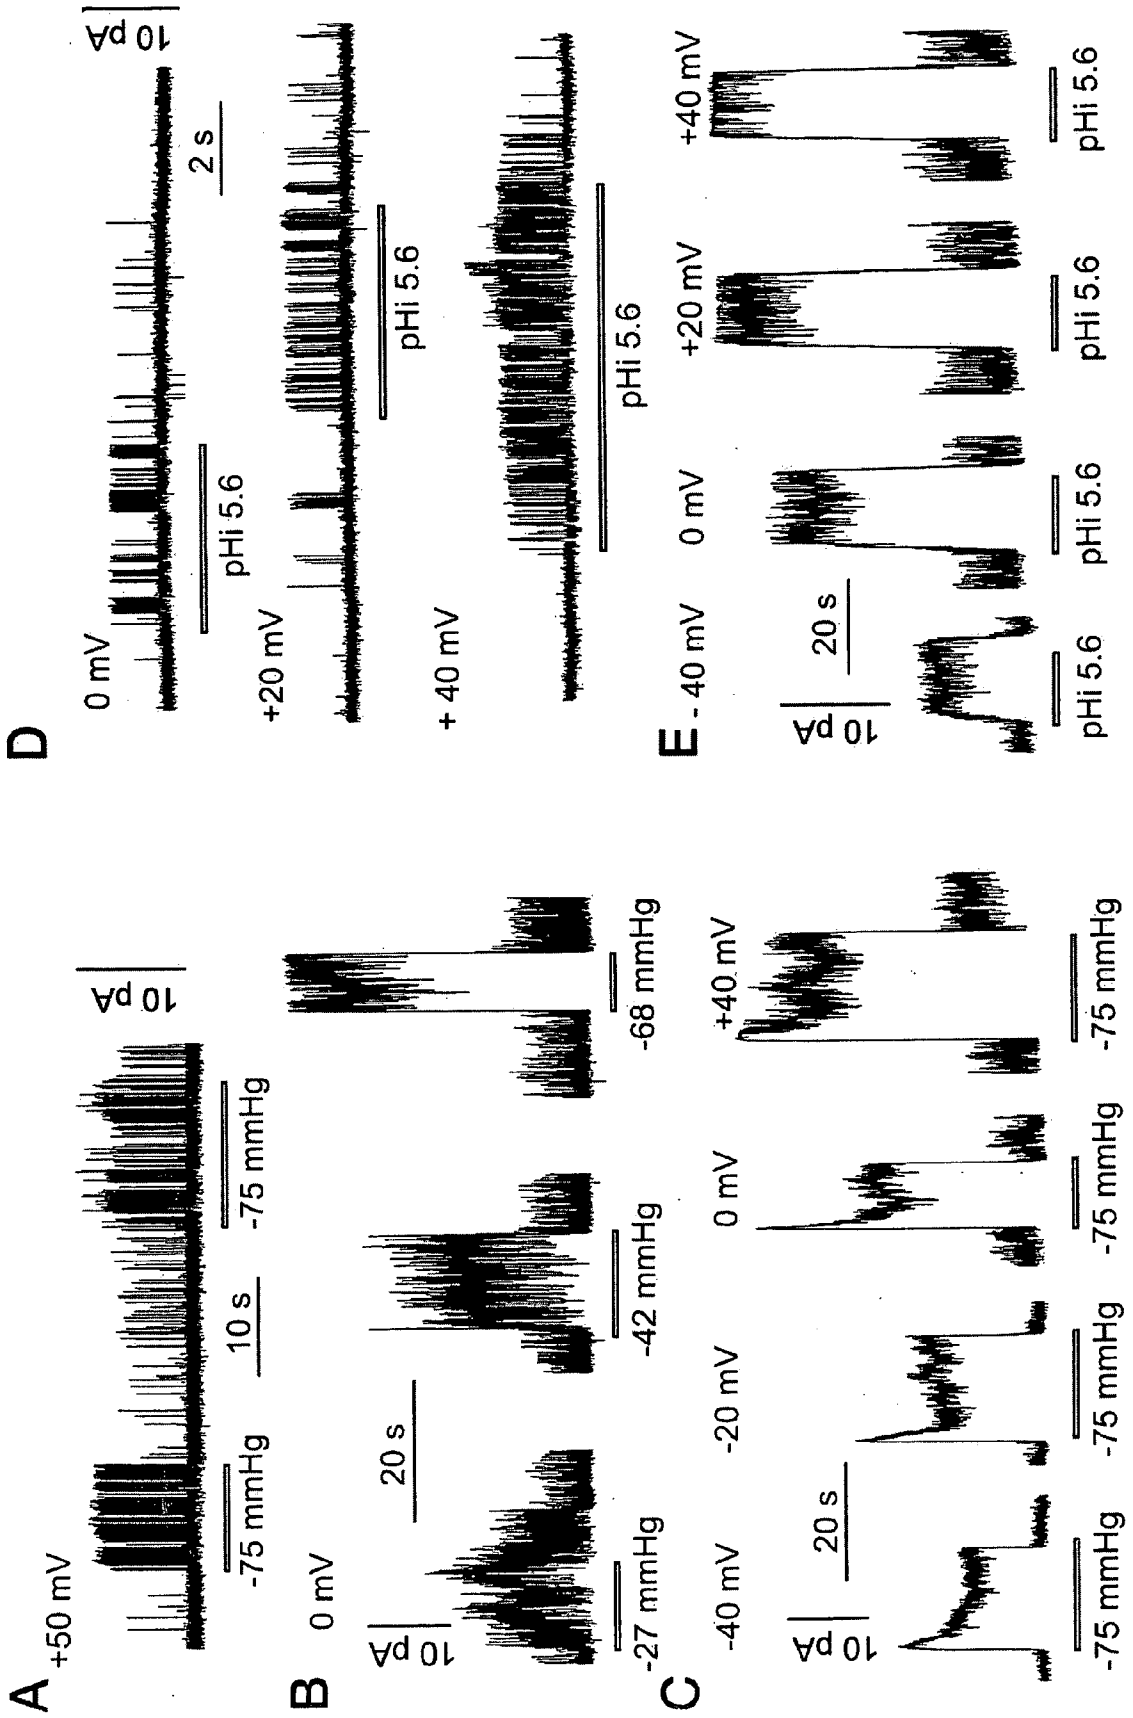 A
+50 mV
10 pA
10 s
-75 mmHg
-75 mmHg
B
0 mV
10 pA
20 s
-27 mmHg
-42 mmHg
-68 mmHg
C
-40 mV
-20 mV
0 mV
+40 mV
10 pA
20 s
-75 mmHg
-75 mmHg
-75 mmHg
-75 mmHg
D
0 mV
10 pA
2 s
pHi 5.6
+20 mV
pHi 5.6
+ 40 mV
pHi 5.6
E
- 40 mV
0 mV
+20 mV
+40 mV
10 pA
20 s
pHi 5.6
pHi 5.6
pHi 5.6
pHi 5.6